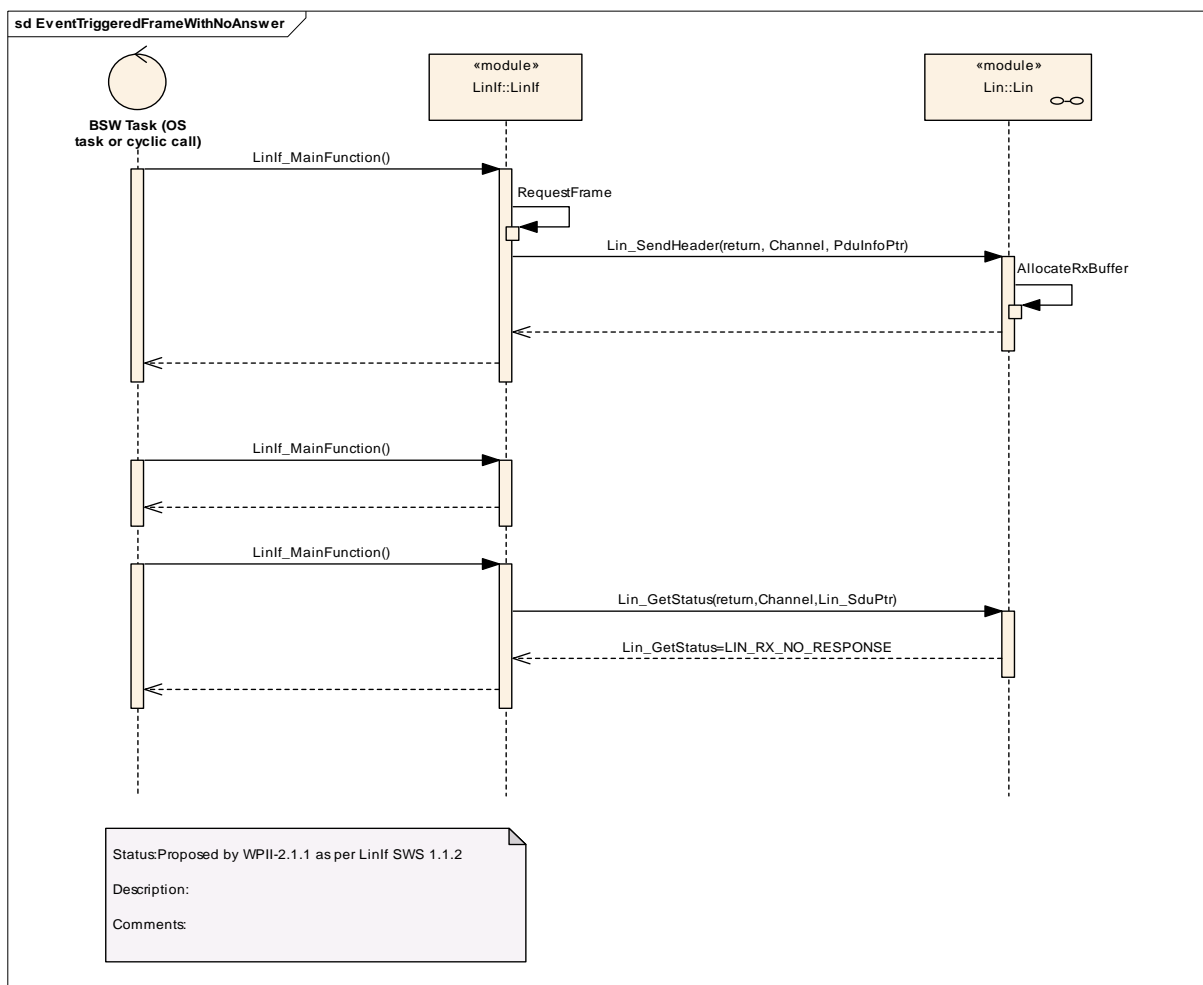 sd EventTriggeredFrameWithNoAnswer
«module»
LinIf::LinIf
«module»
Lin::Lin
BSW Task (OS
task or cyclic call)
LinIf_MainFunction()
RequestFrame
Lin_SendHeader(return, Channel, PduInfoPtr)
AllocateRxBuffer
LinIf_MainFunction()
LinIf_MainFunction()
Lin_GetStatus(return,Channel,Lin_SduPtr)
Lin_GetStatus=LIN_RX_NO_RESPONSE
Status:Proposed by WPII-2.1.1 as per LinIf SWS 1.1.2
Description:
Comments: